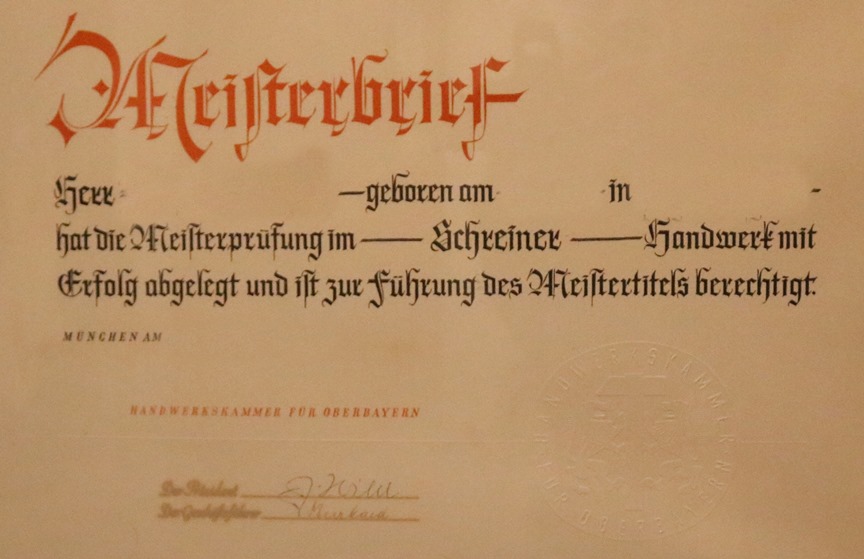 Meisterbrief
Herr —geboren am in -
hat die Meisterprüfung im — Schreiner — Handwerk mit
Erfolg abgelegt und ist zur Führung des Meistertitels berechtigt.
MÜNCHEN AM
HANDWERKSKAMMER FÜR OBERBAYERN
Der Präsident
Der Geschäftsführer